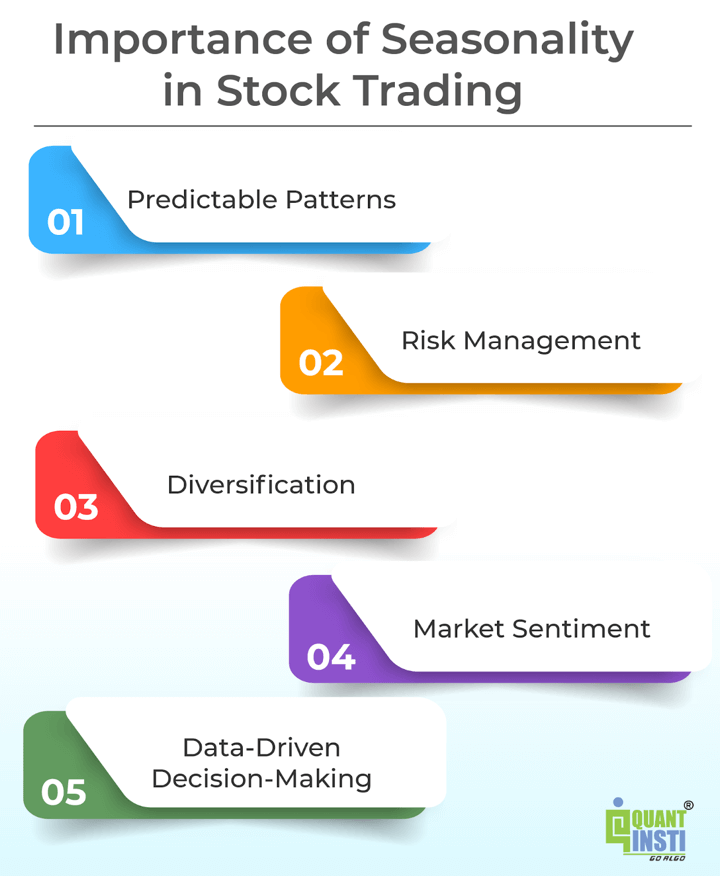 Importance of Seasonality
in Stock Trading
01
Predictable Patterns
02
Risk Management
03
Diversification
04
Market Sentiment
05
Data-Driven
Decision-Making
QUANT®
INSTI
GO ALGO